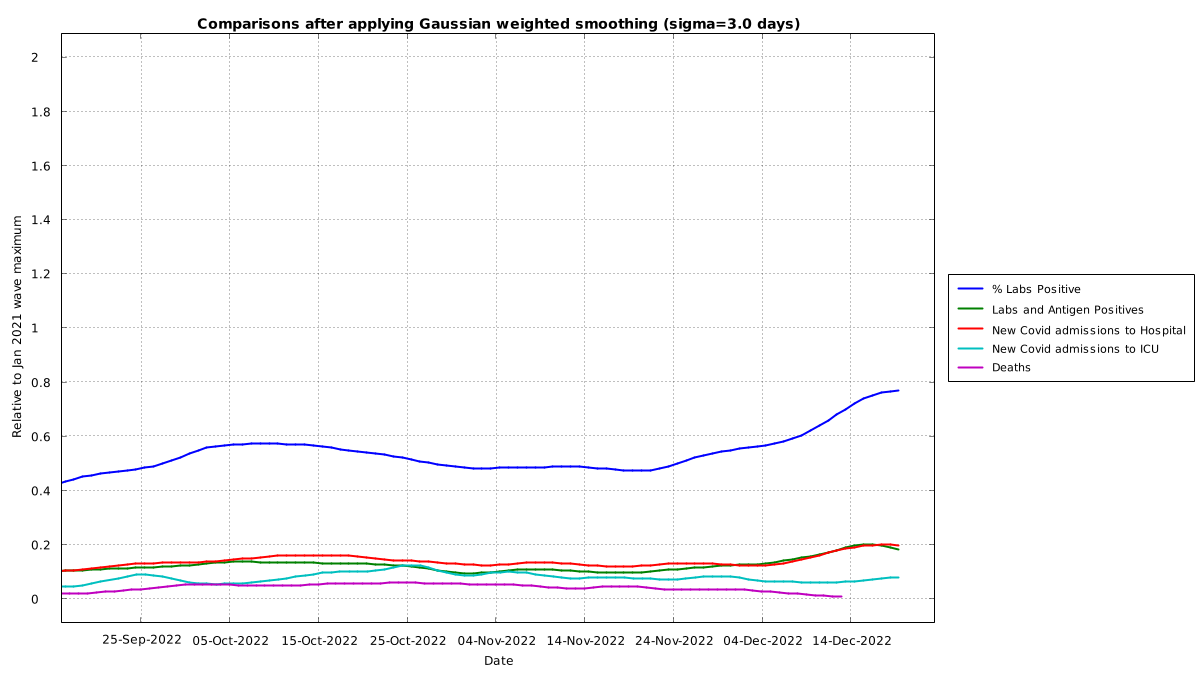 Comparisons after applying Gaussian weighted smoothing (sigma=3.0 days)
Relative to Jan 2021 wave maximum
2
1.8
1.6
1.4
1.2
1
0.8
0.6
0.4
0.2
0
25-Sep-2022 05-Oct-2022 15-Oct-2022 25-Oct-2022 04-Nov-2022 14-Nov-2022 24-Nov-2022 04-Dec-2022 14-Dec-2022
Date
% Labs Positive
Labs and Antigen Positives
New Covid admissions to Hospital
New Covid admissions to ICU
Deaths